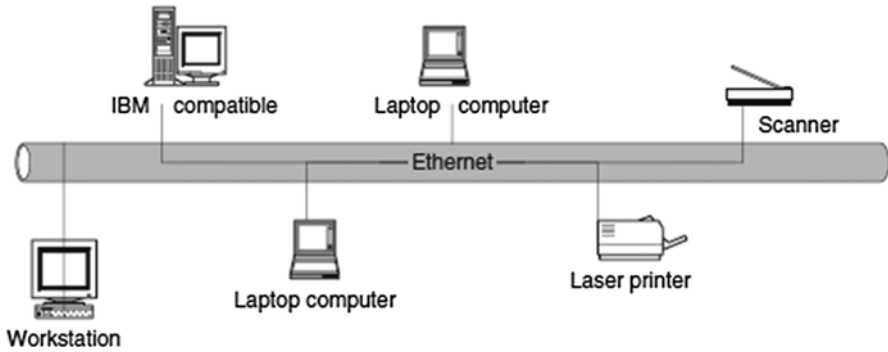 IBM compatible
Laptop computer
Scanner
Ethernet
Laptop computer
Laser printer
Workstation